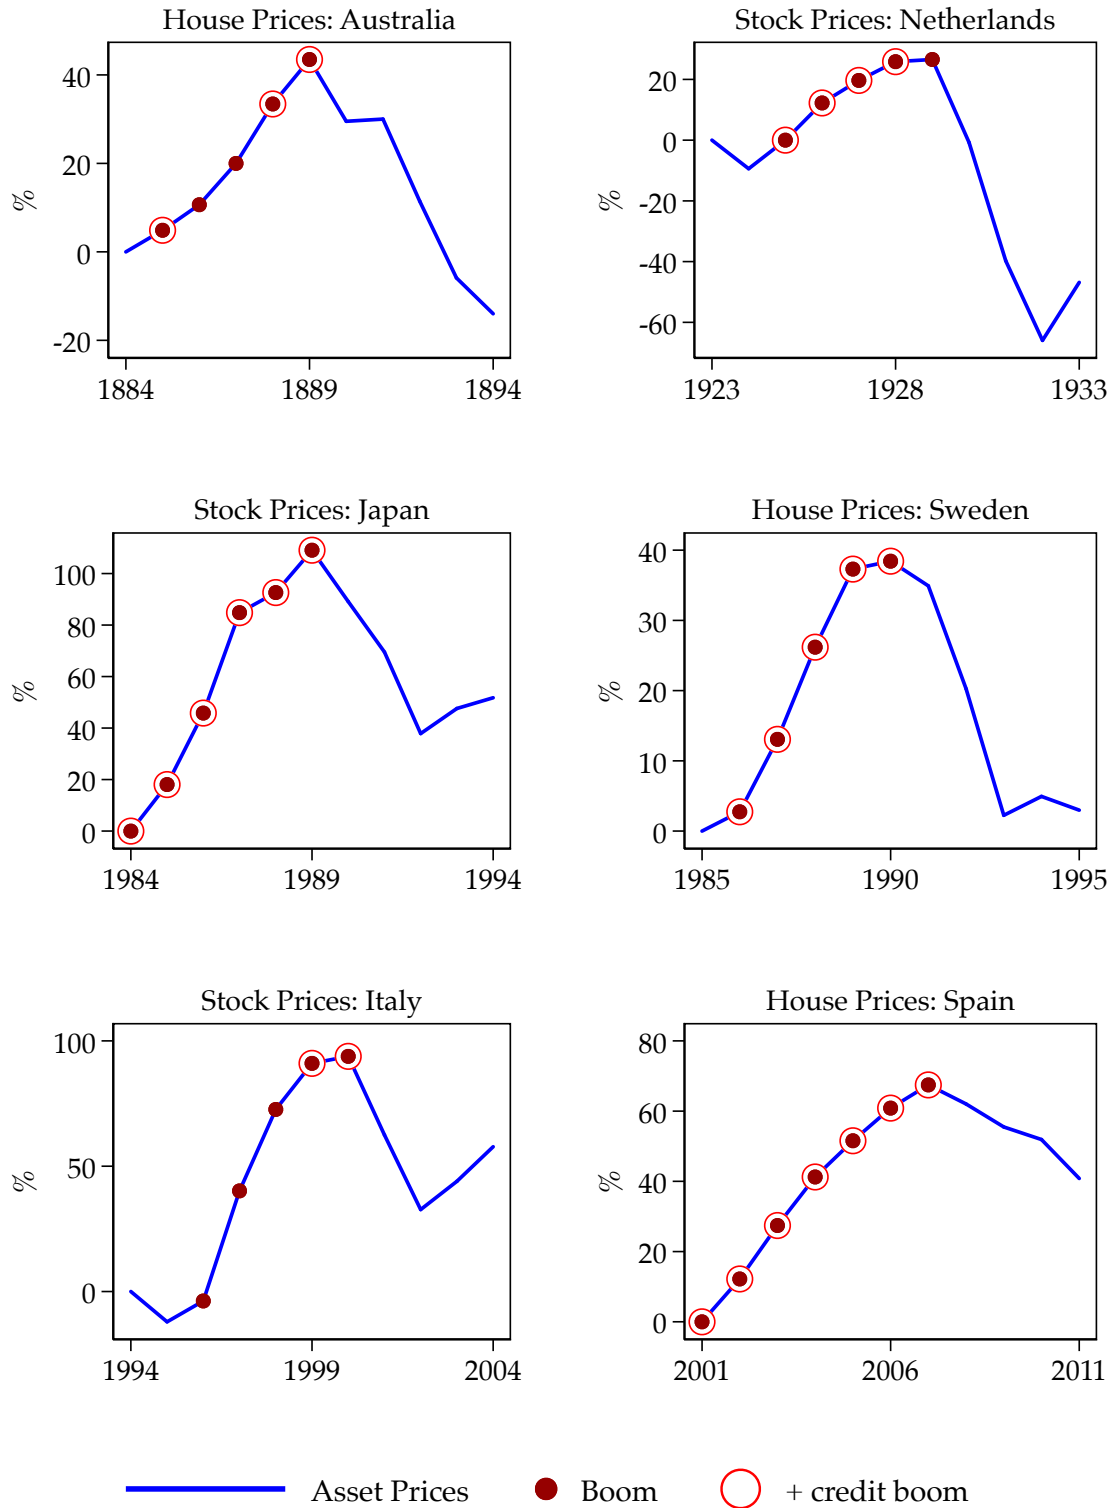 House Prices: Australia
%
40
20
0
-20
1884 1889 1894
Stock Prices: Netherlands
%
20
0
-20
-40
-60
1923 1928 1933
Stock Prices: Japan
%
100
80
60
40
20
0
1984 1989 1994
House Prices: Sweden
%
40
30
20
10
0
1985 1990 1995
Stock Prices: Italy
%
100
50
0
1994 1999 2004
House Prices: Spain
%
80
60
40
20
0
2001 2006 2011
Asset Prices Boom + credit boom